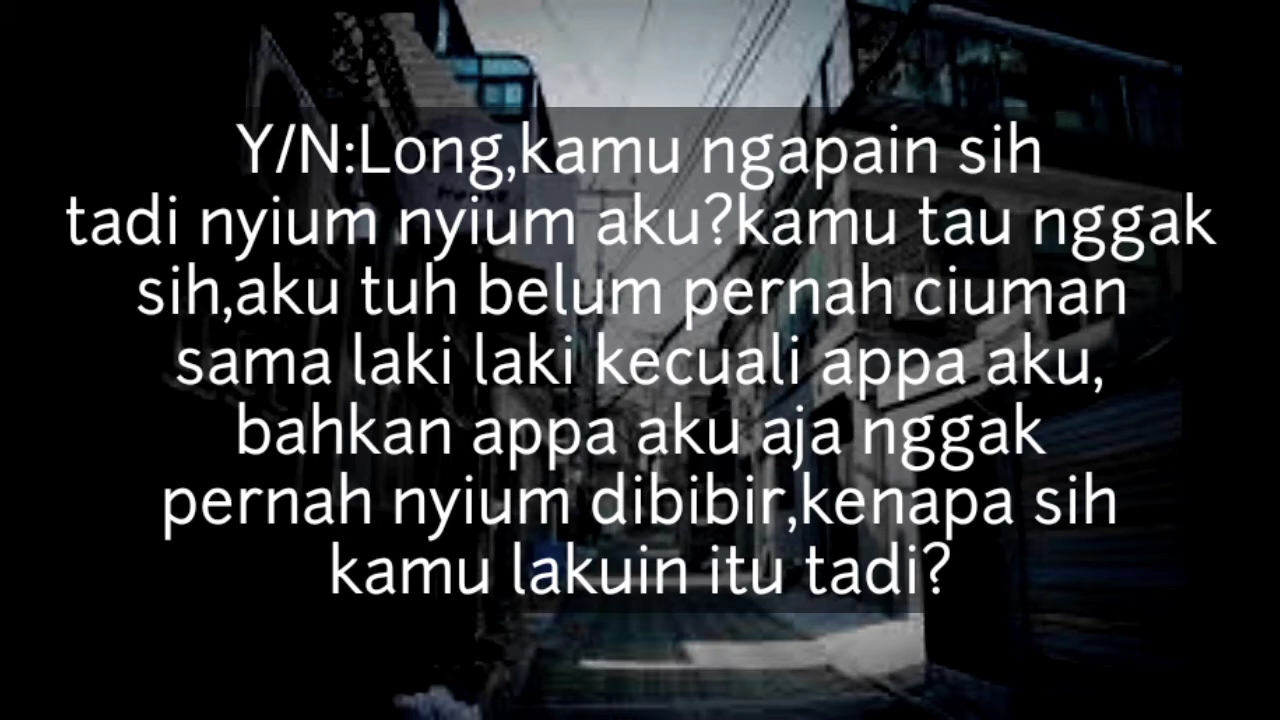 Y/N:Long,kamu ngapain sih
tadi nyium nyium aku?kamu tau nggak
sih,aku tuh belum pernah ciuman
sama laki laki kecuali appa aku,
bahkan appa aku aja nggak
pernah nyium dibibir,kenapa sih
kamu lakuin itu tadi?